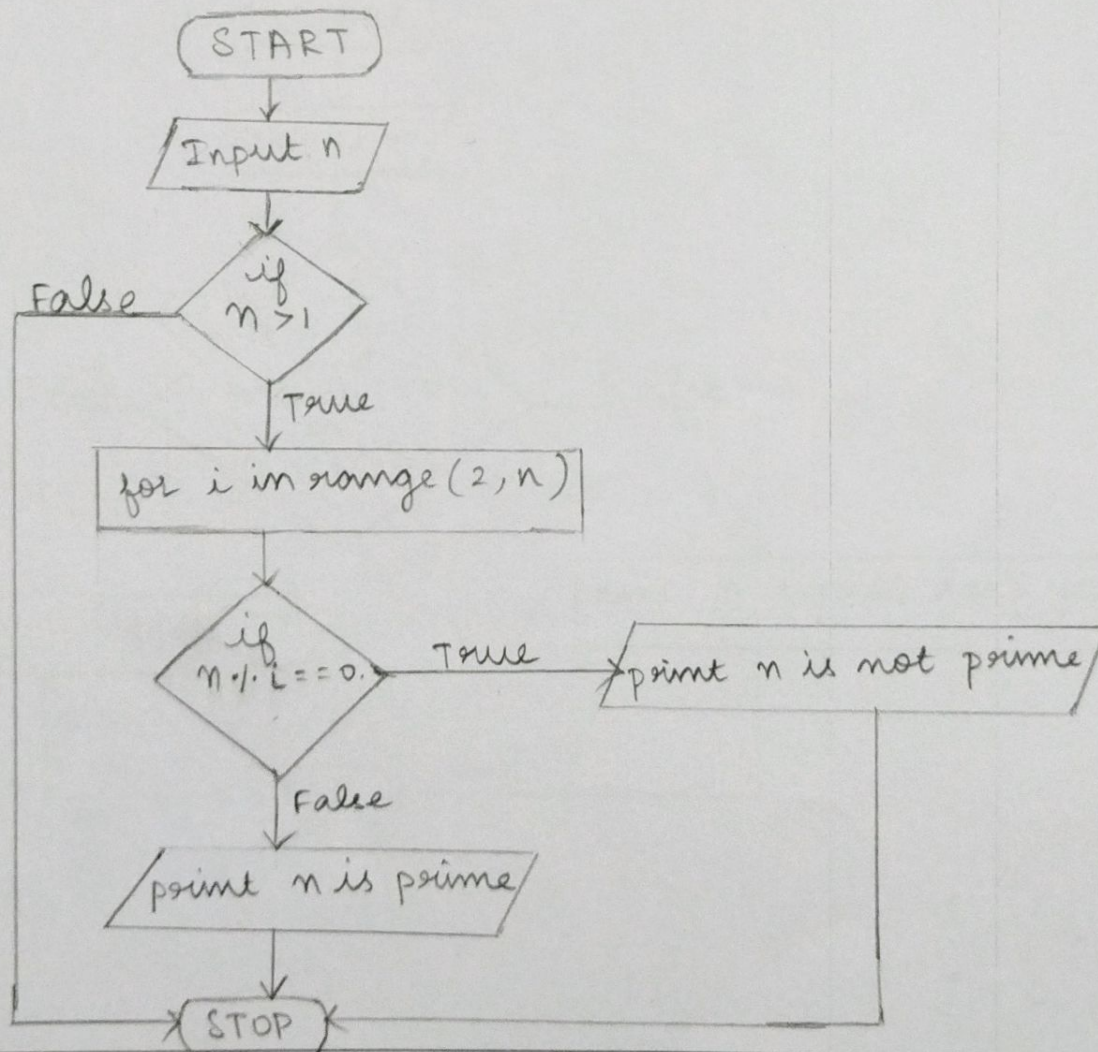 START
Input n
if
n > 1
False
True
for i in range (2, n)
if
n % i == 0.
True
print n is not prime
False
print n is prime
STOP